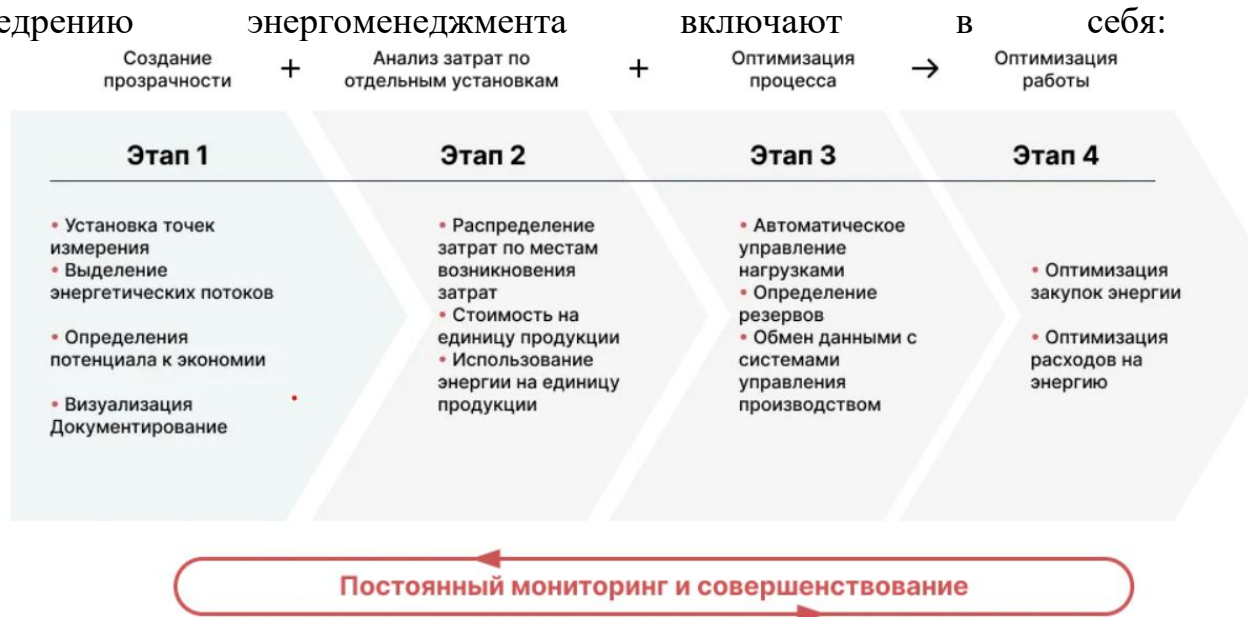 едрению энергоменеджмента включают в себя:
Создание
прозрачности
+
Анализ затрат по
отдельным установкам
+
Оптимизация
процесса
→
Оптимизация
работы
Этап 1
• Установка точек
измерения
• Выделение
энергетических потоков
• Определения
потенциала к экономии
• Визуализация
Документирование
Этап 2
• Распределение
затрат по местам
возникновения
затрат
• Стоимость на
единицу продукции
• Использование
энергии на единицу
продукции
Этап 3
• Автоматическое
управление
нагрузками
• Определение
резервов
• Обмен данными с
системами
управления
производством
Этап 4
• Оптимизация
закупок энергии
• Оптимизация
расходов на
энергию
Постоянный мониторинг и совершенствование